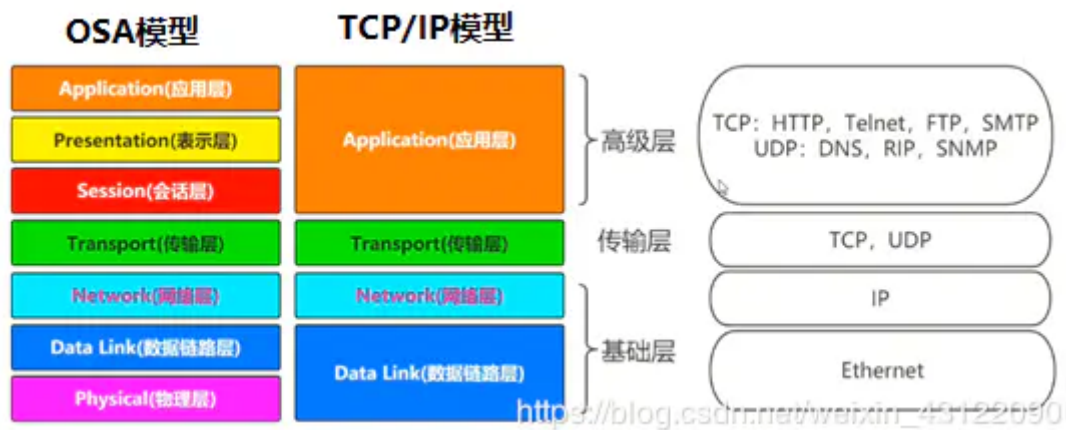 OSA模型
TCP/IP模型
Application(应用层)
Presentation(表示层)
Session(会话层)
Transport(传输层)
Network(网络层)
Data Link(数据链路层)
Physical(物理层)
Application(应用层)
Transport(传输层)
Network(网络层)
Data Link(数据链路层)
高级层
传输层
基础层
TCP：HTTP，Telnet，FTP，SMTP
UDP：DNS，RIP，SNMP
TCP，UDP
IP
Ethernet
https://blog.csdn.net/weixin_43122090